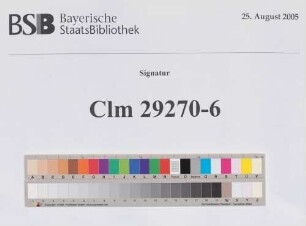 BSB Bayerische
StaatsBibliothek
25. August 2005
Signatur
Clm 29270-6